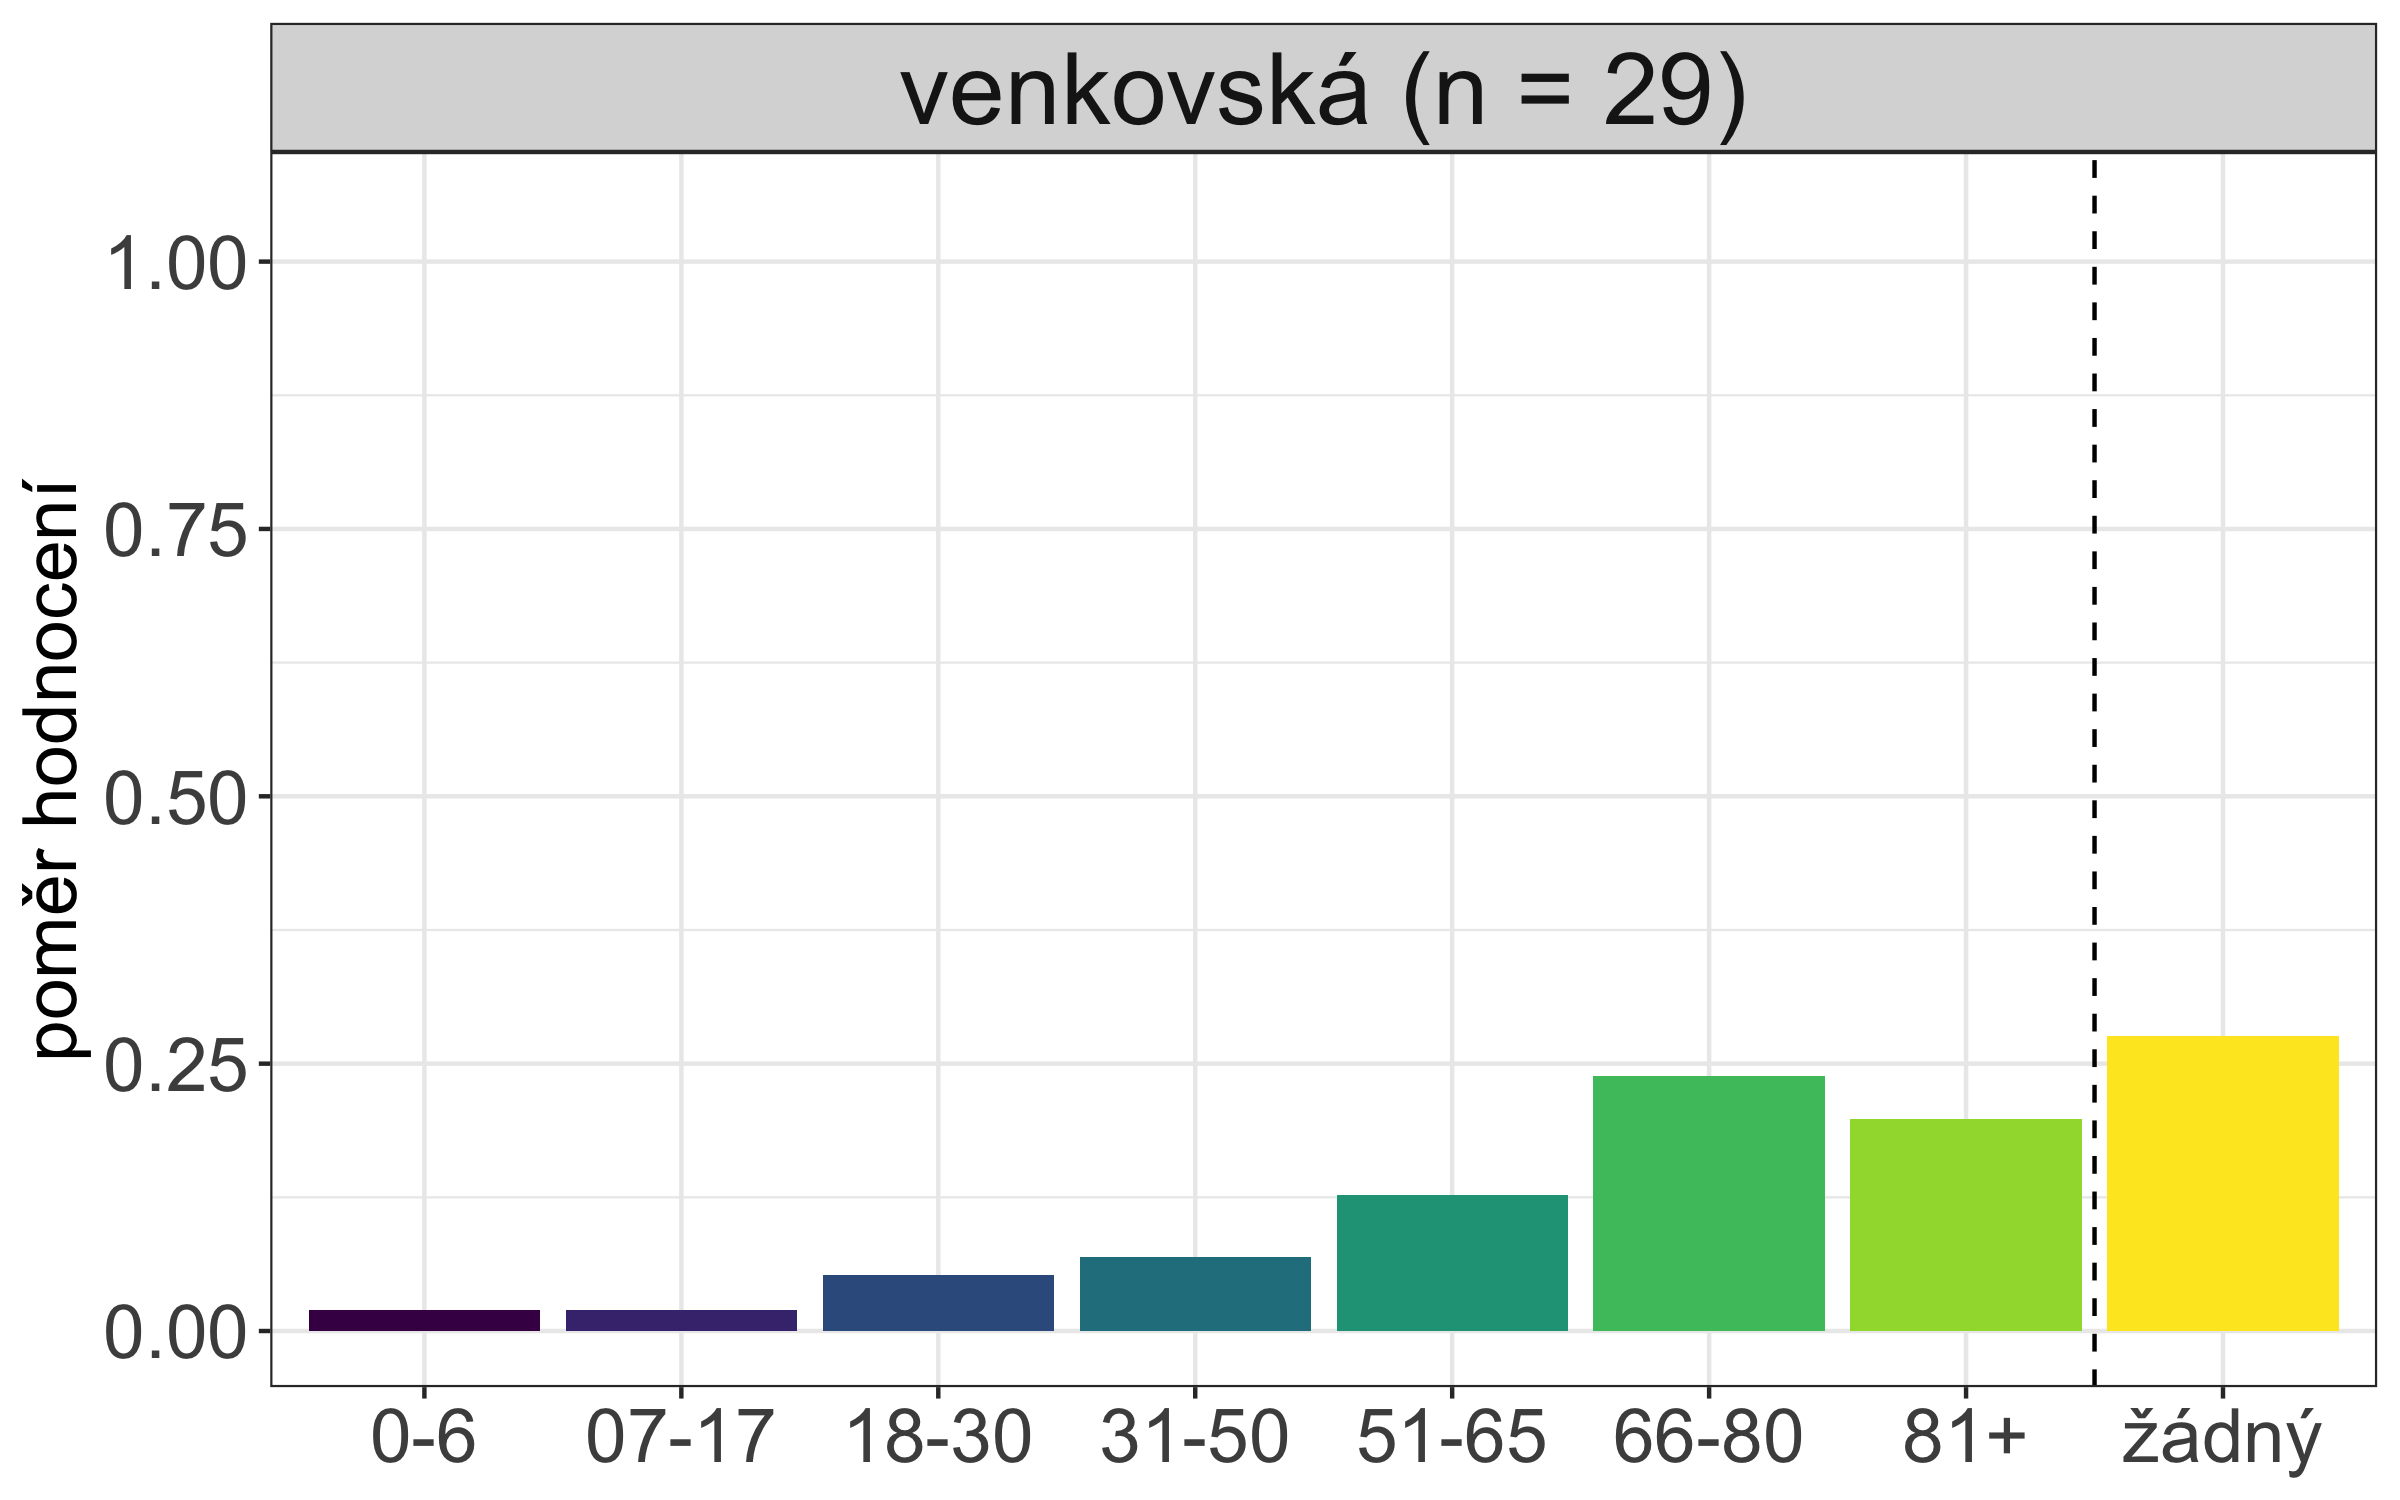 venkovská (n = 29)
poměr hodnocení
1.00
0.75
0.50
0.25
0.00
0-6 07-17 18-30 31-50 51-65 66-80 81+ žádný